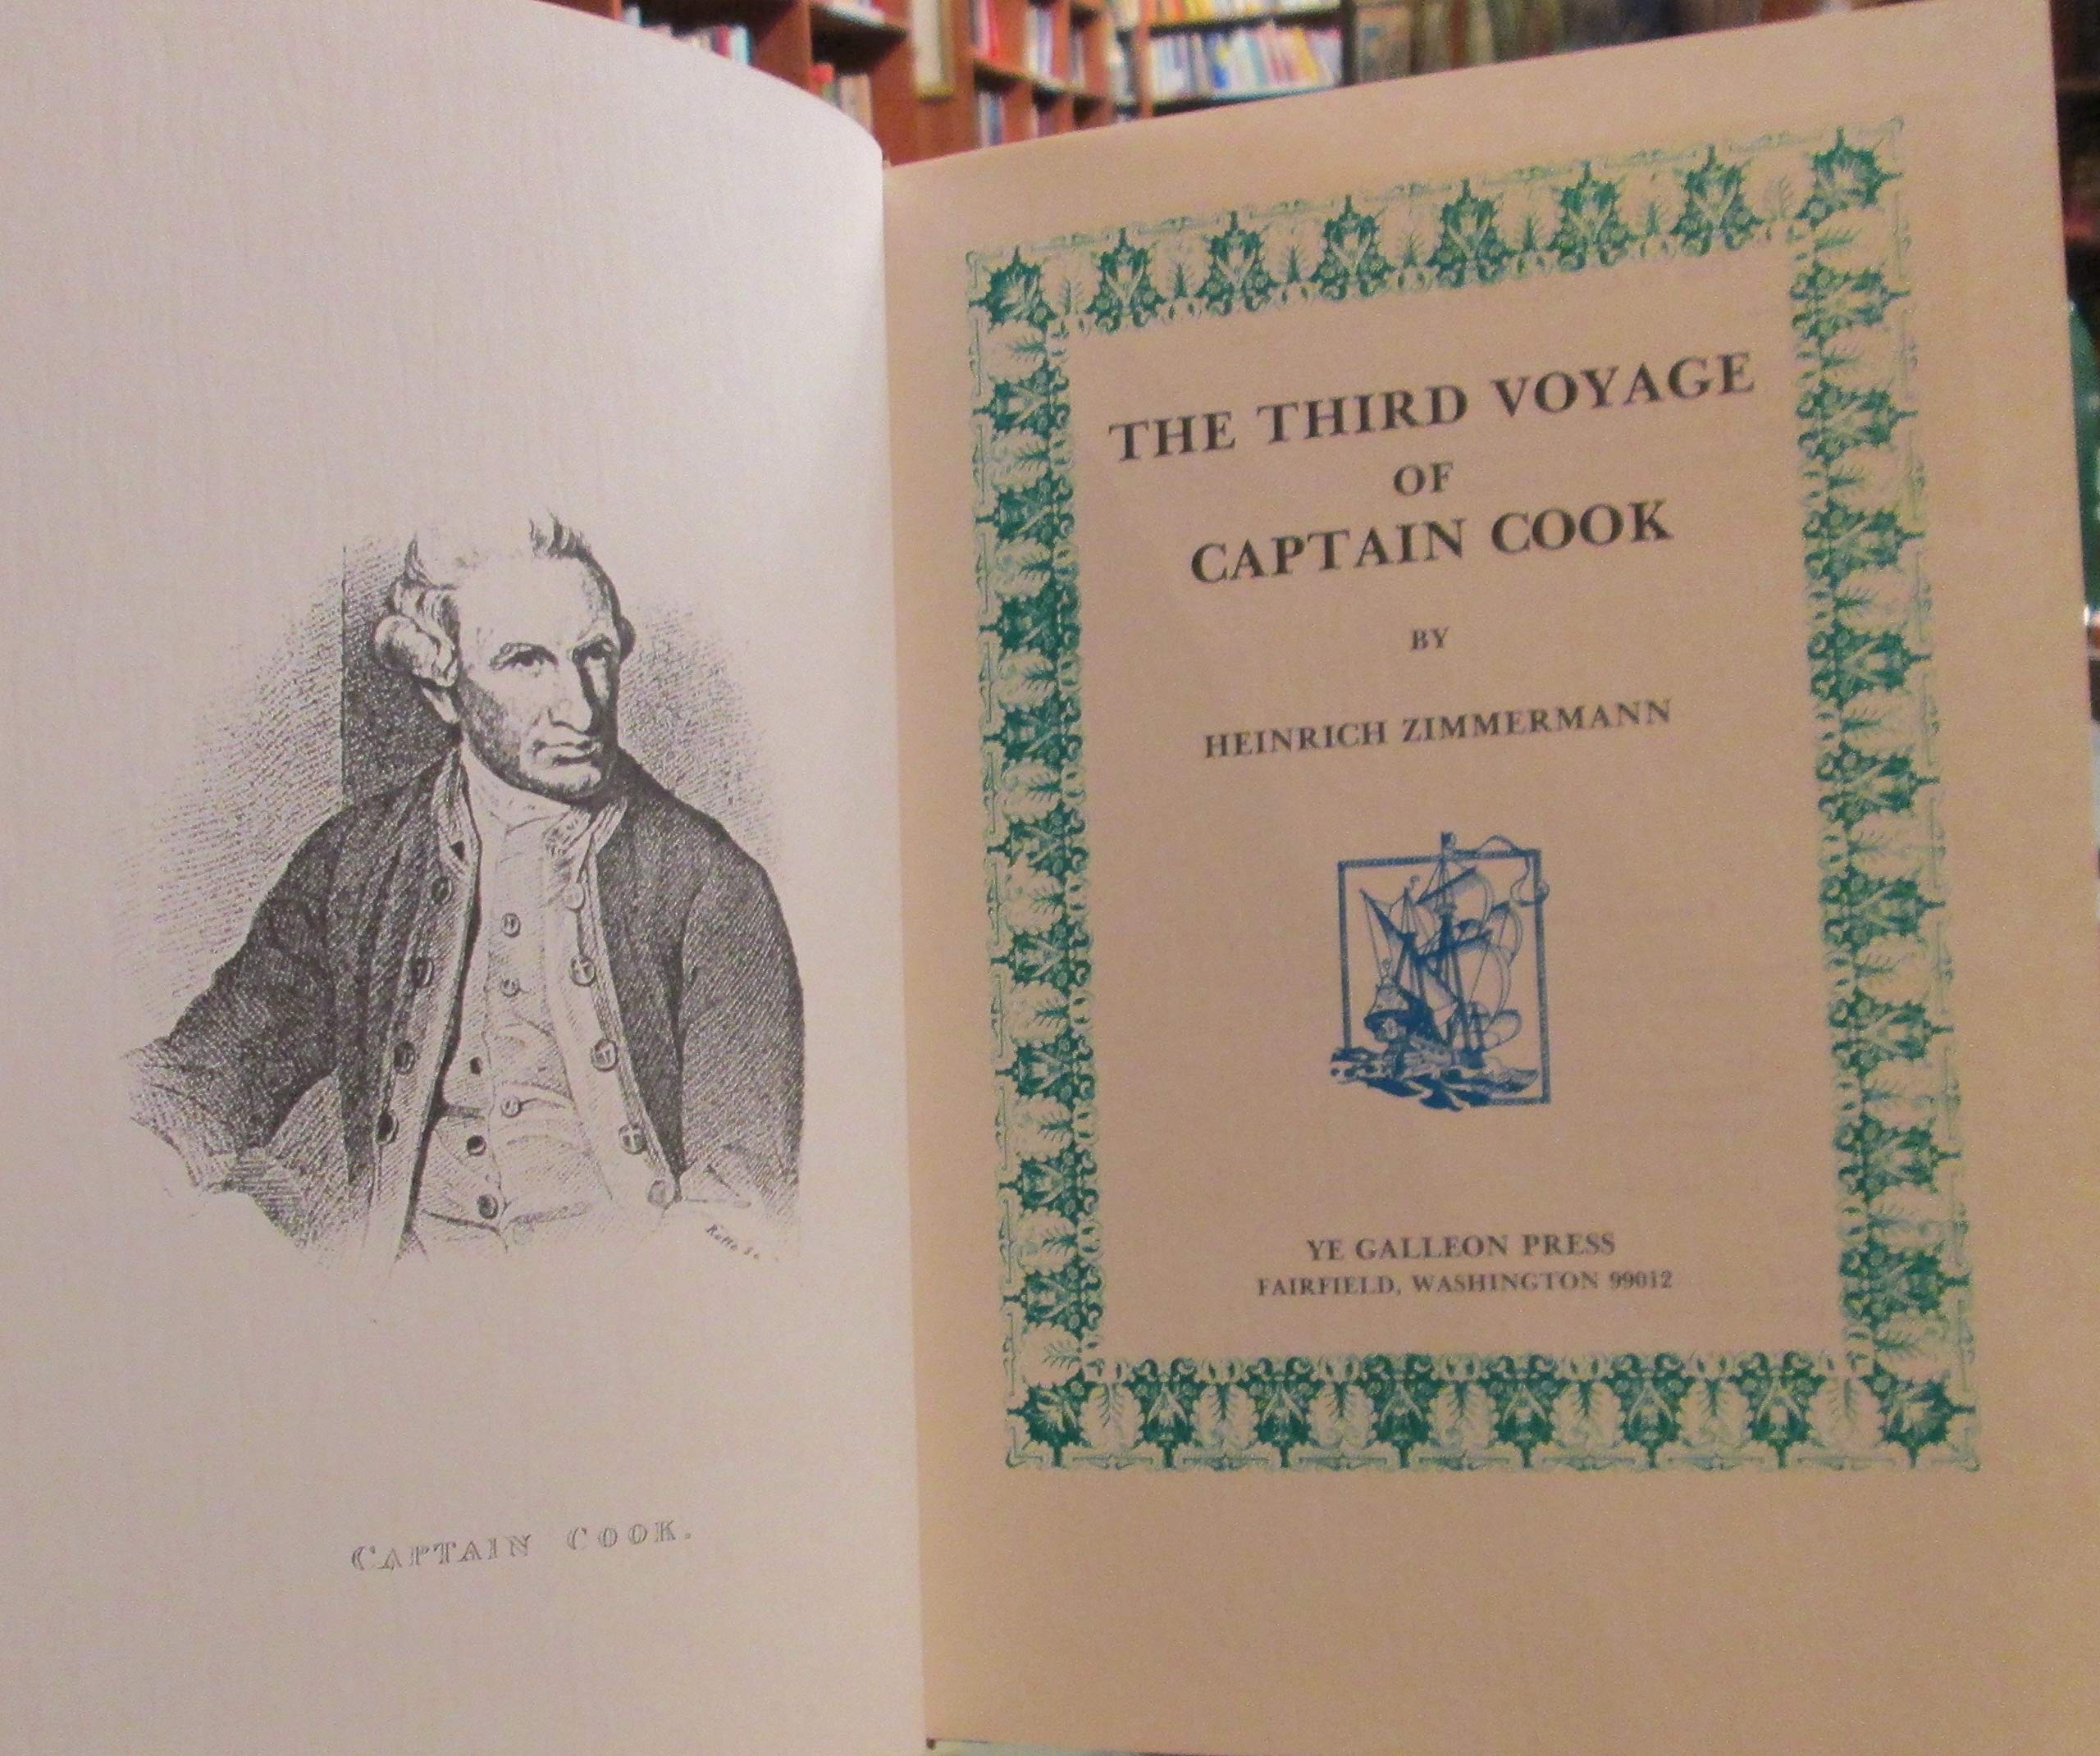 CAPTAIN COOK.
THE THIRD VOYAGE
OF
CAPTAIN COOK
BY
HEINRICH ZIMMERMANN
YE GALLEON PRESS
FAIRFIELD, WASHINGTON 99012